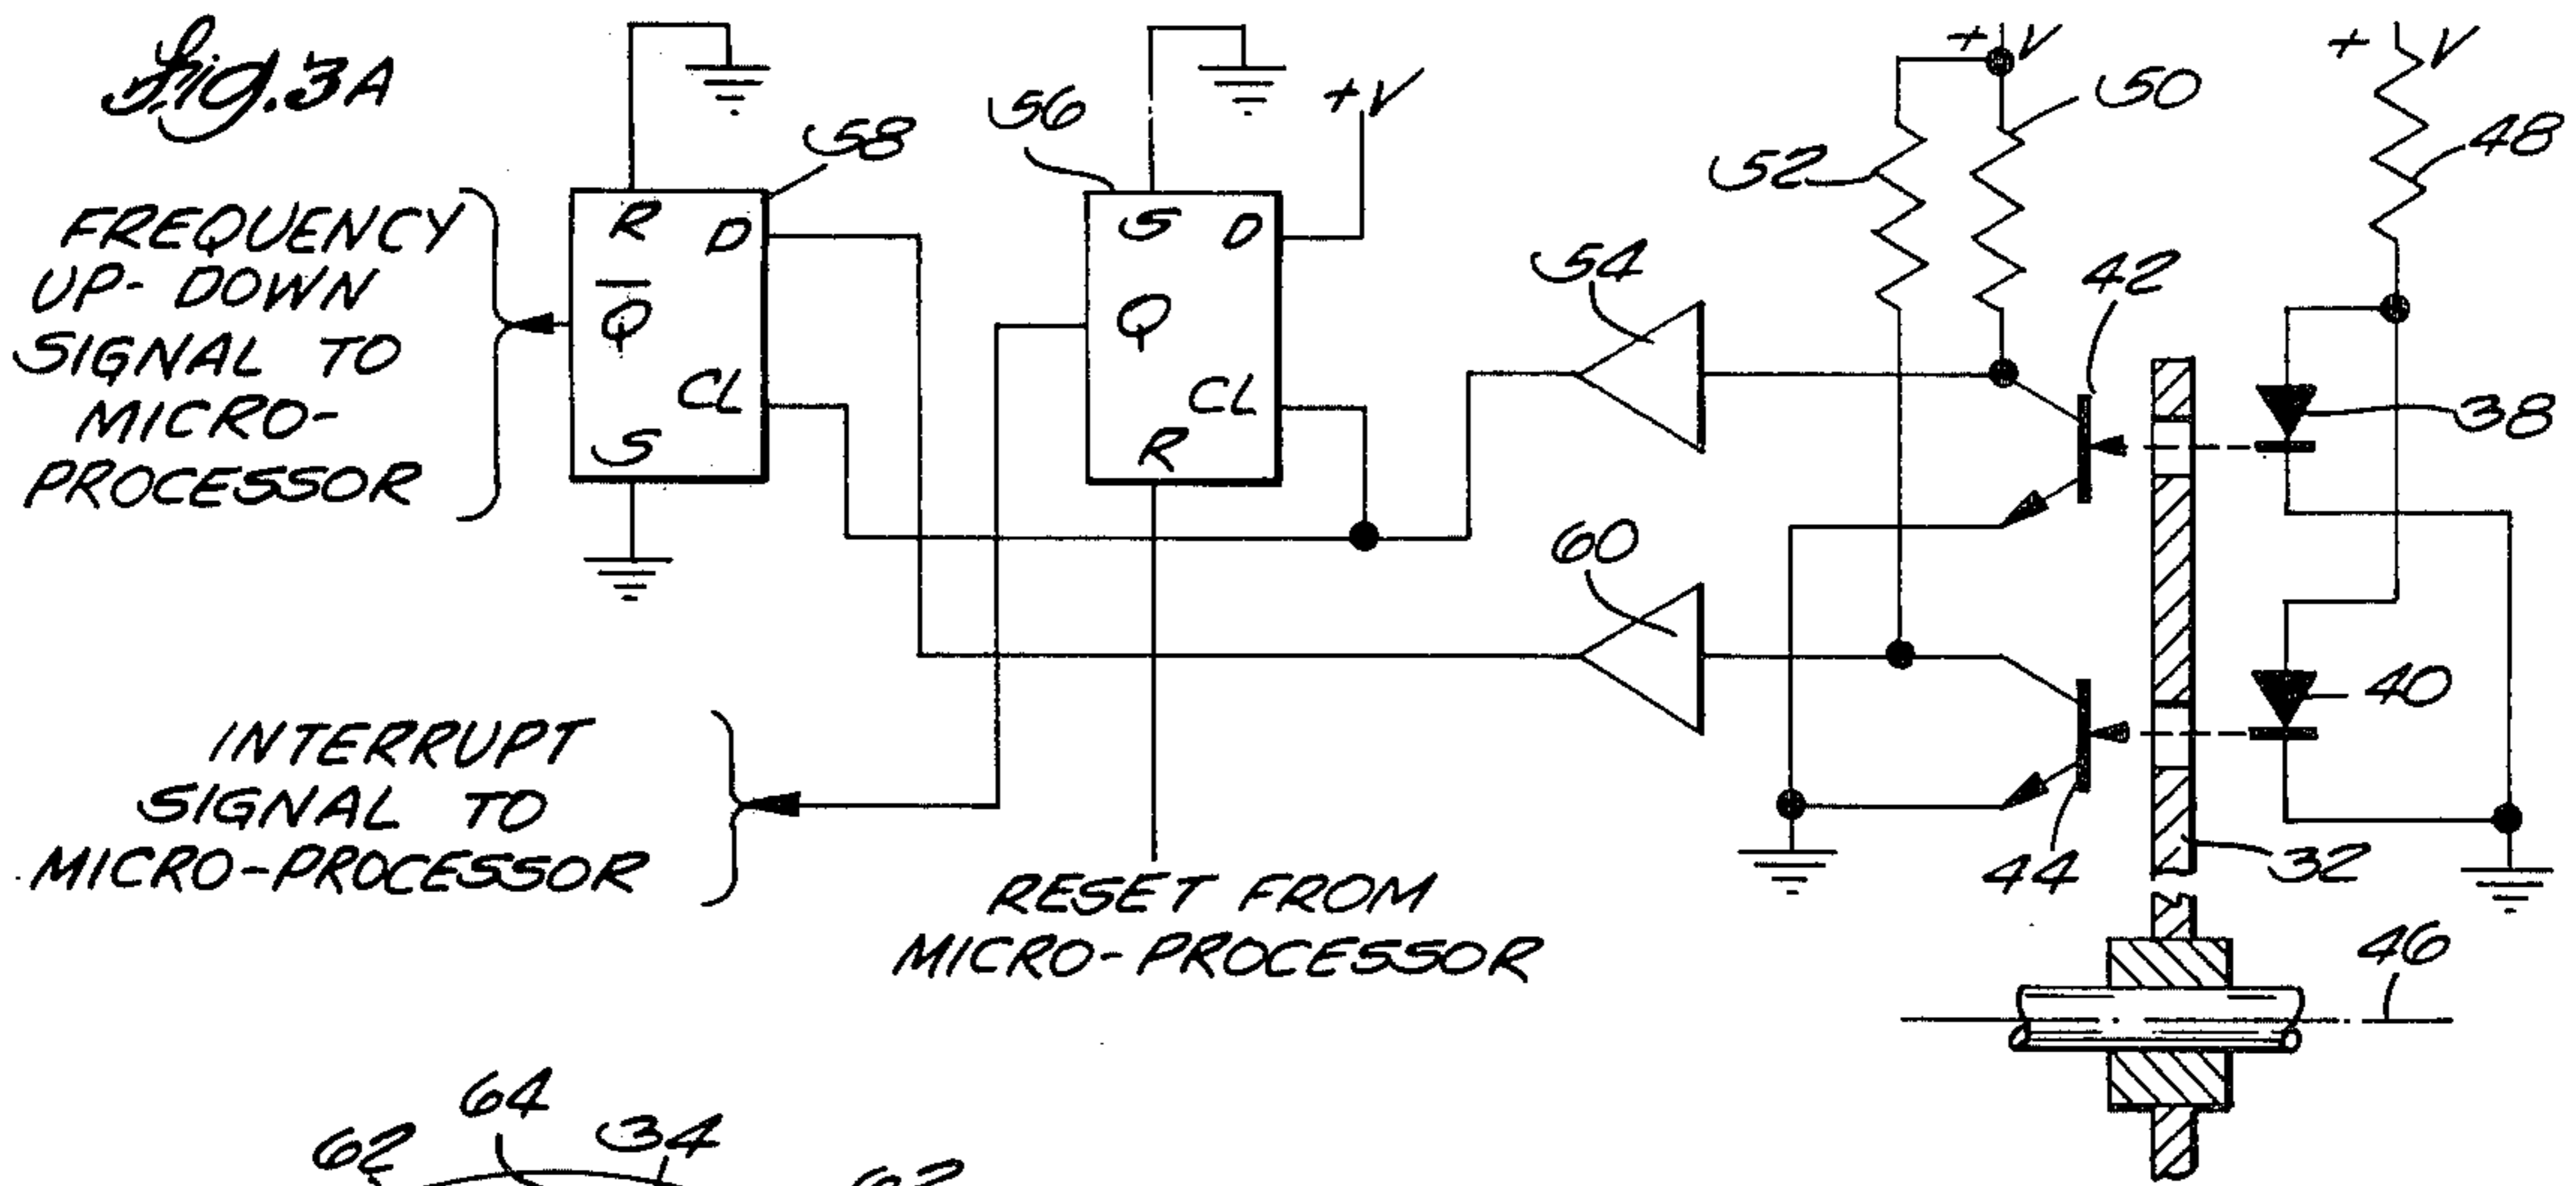 Fig. 3A
FREQUENCY
UP-DOWN
SIGNAL TO
MICRO-
PROCESSOR
58
R D
Q̅
CL
S
56
+V
S D
Q
CL
R
INTERRUPT
SIGNAL TO
MICRO-PROCESSOR
RESET FROM
MICRO-PROCESSOR
54
60
+V
50
52
42
44
+V
48
38
40
32
46
64
62
34
62